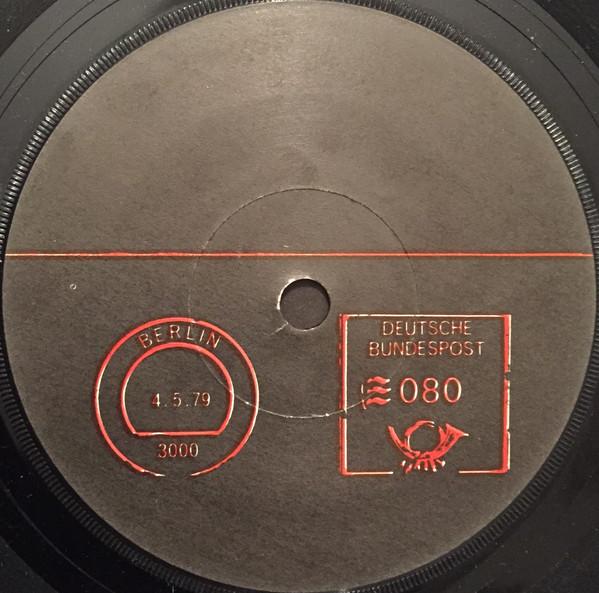 BERLIN
4.5.79
3000
DEUTSCHE
BUNDESPOST
080